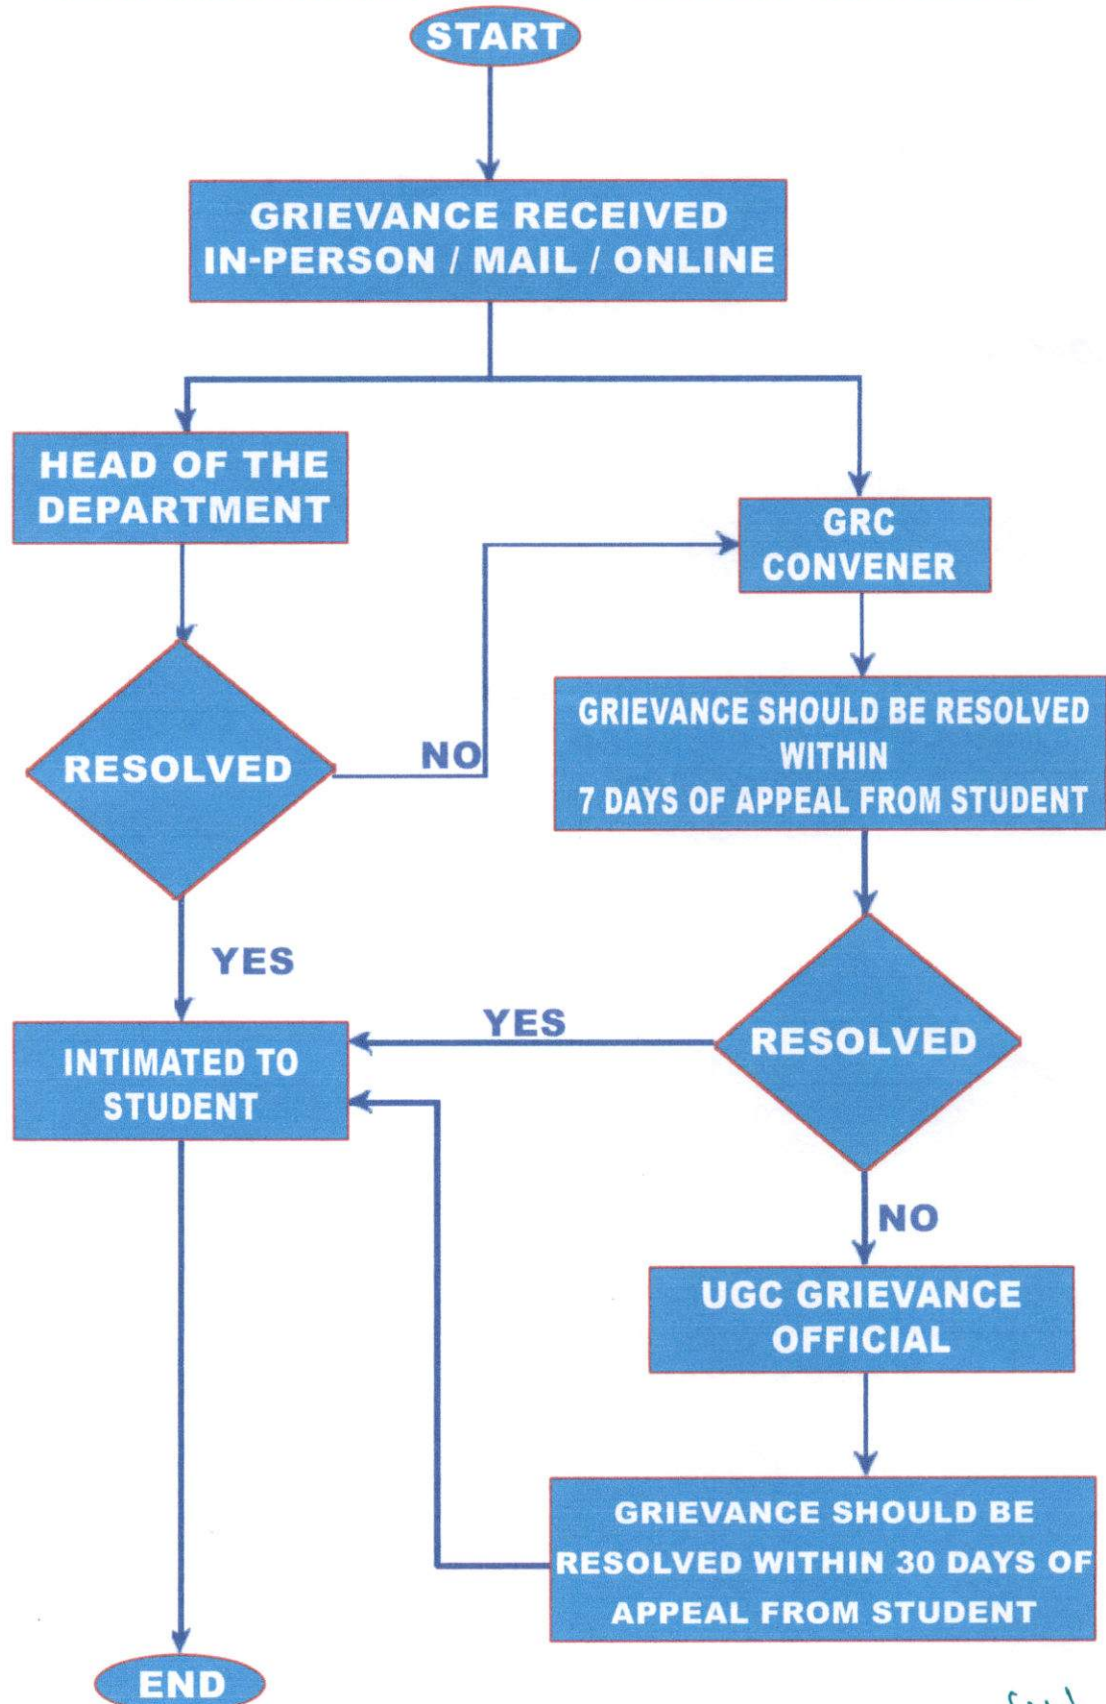 START
GRIEVANCE RECEIVED
IN-PERSON / MAIL / ONLINE
HEAD OF THE
DEPARTMENT
GRC
CONVENER
RESOLVED
NO
GRIEVANCE SHOULD BE RESOLVED
WITHIN
7 DAYS OF APPEAL FROM STUDENT
YES
INTIMATED TO
STUDENT
YES
RESOLVED
NO
UGC GRIEVANCE
OFFICIAL
GRIEVANCE SHOULD BE
RESOLVED WITHIN 30 DAYS OF
APPEAL FROM STUDENT
END